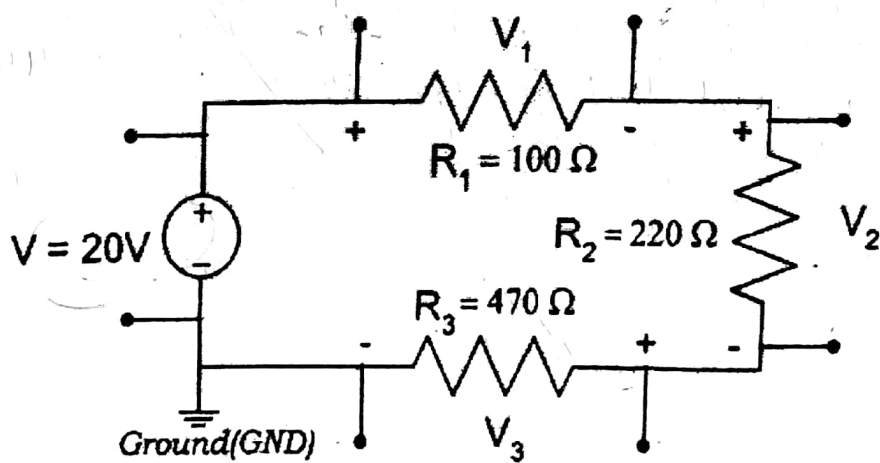 V₁
+
-
+
R₁ = 100 Ω
+
-
V = 20V
R₂ = 220 Ω
V₂
R₃ = 470 Ω
-
+
-
Ground(GND)
V₃